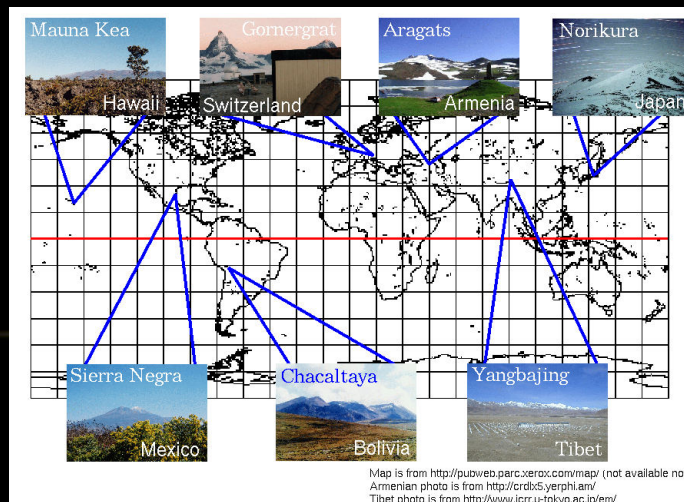 Mauna Kea
Hawaii
Gornergrat
Switzerland
Aragats
Armenia
Norikura
Japan
Sierra Negra
Mexico
Chacaltaya
Bolivia
Yangbajing
Tibet
Map is from http://pubweb.parc.xerox.com/map/ (not available no
Armenian photo is from http://crdlx5.yerphi.am/
Tibet photo is from http://www.icrr.u-tokyo.ac.jp/em/